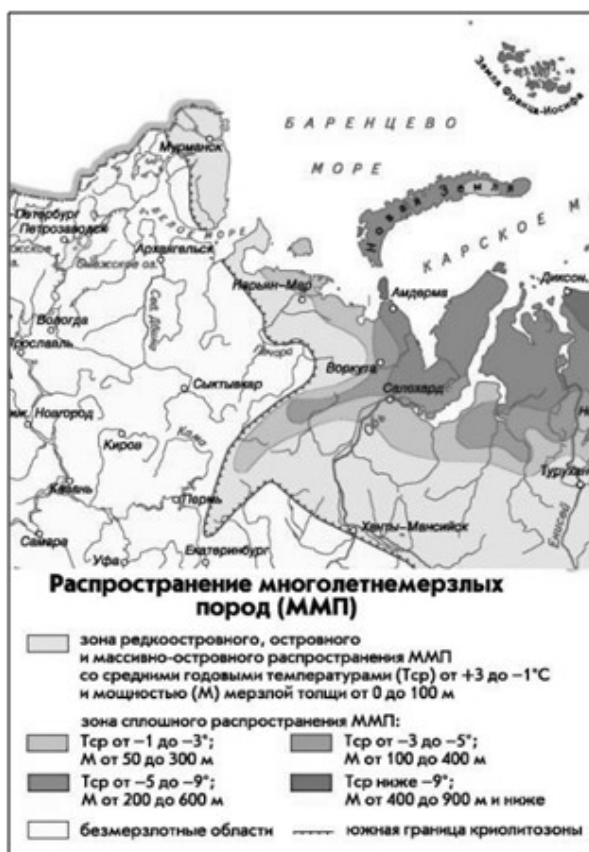 Земля Франца-Иосифа
БАРЕНЦЕВО
МОРЕ
Мурманск
Новая Земля
КАРСКОЕ М
БЕЛОЕ МОРЕ
Петербург
Петрозаводск
Архангельск
Онежское оз.
Сев. Двина
Нарьян-Мар
Амдерма
Диксон
Вологда
Печора
Воркута
Ярославль
Салехард
Сыктывкар
Обь
Новгород
Киров
Кама
Казань
Пермь
Турухан
Ханты-Мансийск
Енисей
Самара
Уфа
Екатеринбург
Распространение многолетнемерзлых
пород (ММП)
зона редкоостровного, островного
и массивно-островного распространения ММП
со средними годовыми температурами (Тср) от +3 до −1°С
и мощностью (М) мерзлой толщи от 0 до 100 м
зона сплошного распространения ММП:
Тср от −1 до −3°;
М от 50 до 300 м
Тср от −3 до −5°;
М от 100 до 400 м
Тср от −5 до −9°;
М от 200 до 600 м
Тср ниже −9°;
М от 400 до 900 м и ниже
безмерзлотные области
южная граница криолитозоны